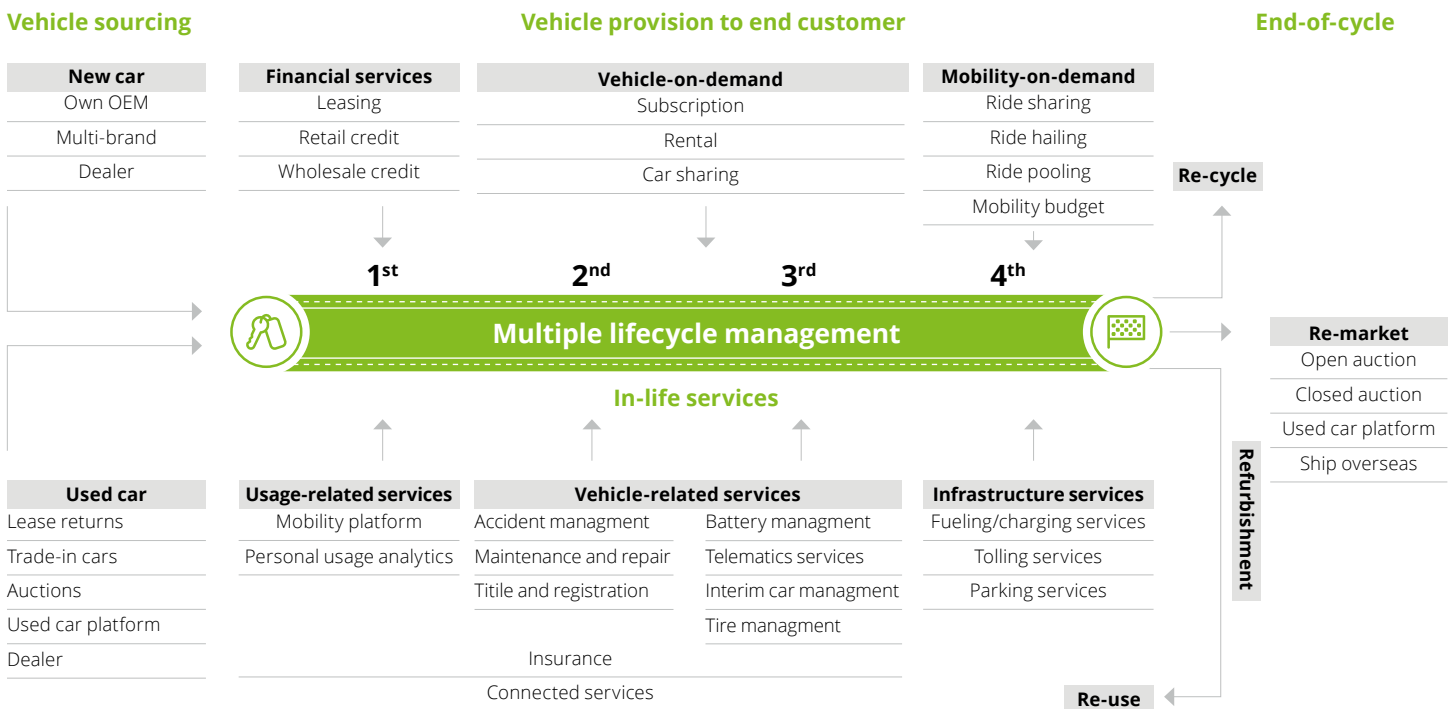 Vehicle sourcing
Vehicle provision to end customer
End-of-cycle
New car
Own OEM
Multi-brand
Dealer
Financial services
Leasing
Retail credit
Wholesale credit
Vehicle-on-demand
Subscription
Rental
Car sharing
Mobility-on-demand
Ride sharing
Ride hailing
Ride pooling
Mobility budget
Re-cycle
1st
2nd
3rd
4th
Multiple lifecycle management
In-life services
Re-market
Open auction
Closed auction
Used car platform
Ship overseas
Refurbishment
Used car
Lease returns
Trade-in cars
Auctions
Used car platform
Dealer
Usage-related services
Mobility platform
Personal usage analytics
Vehicle-related services
Accident managment
Maintenance and repair
Titile and registration
Battery managment
Telematics services
Interim car managment
Tire managment
Infrastructure services
Fueling/charging services
Tolling services
Parking services
Insurance
Connected services
Re-use